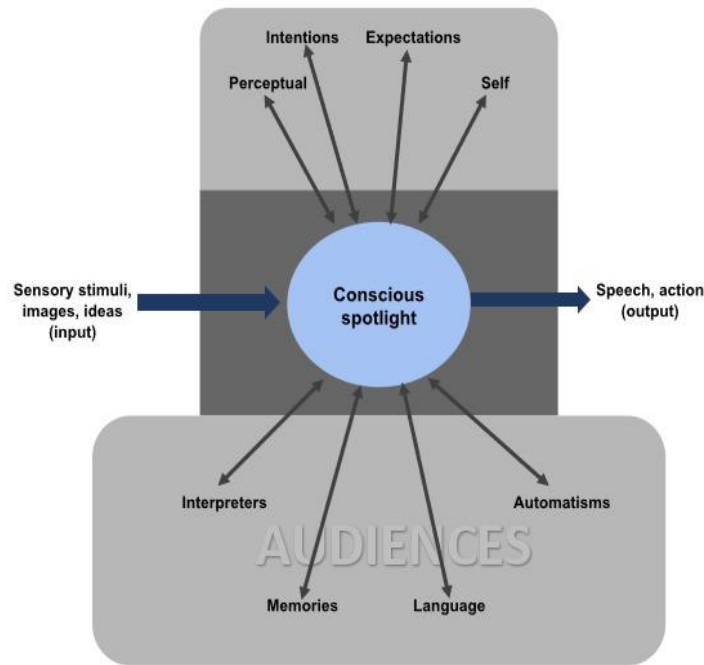 Intentions
Expectations
Perceptual
Self
Sensory stimuli,
images, ideas
(input)
Conscious
spotlight
Speech, action
(output)
Interpreters
Automatisms
AUDIENCES
Memories
Language